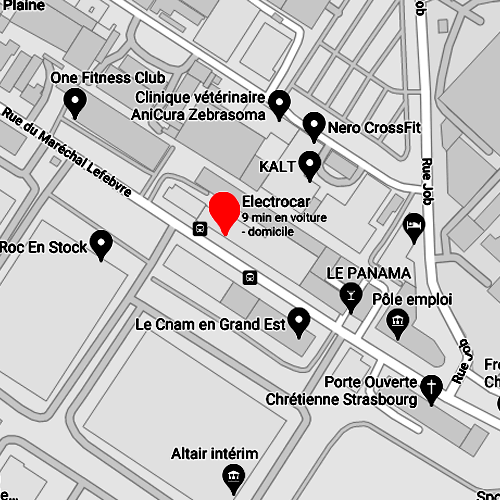 Plaine
ob
One Fitness Club
Clinique vétérinaire
AniCura Zebrasoma
Nero CrossFit
Rue du Maréchal Lefebvre
KALT
Rue Job
Electrocar
9 min en voiture
- domicile
Roc En Stock
LE PANAMA
Pôle emploi
Le Cnam en Grand Est
Rue Job
Fr
Ch
Porte Ouverte
Chrétienne Strasbourg
Altair intérim
e...
Spo